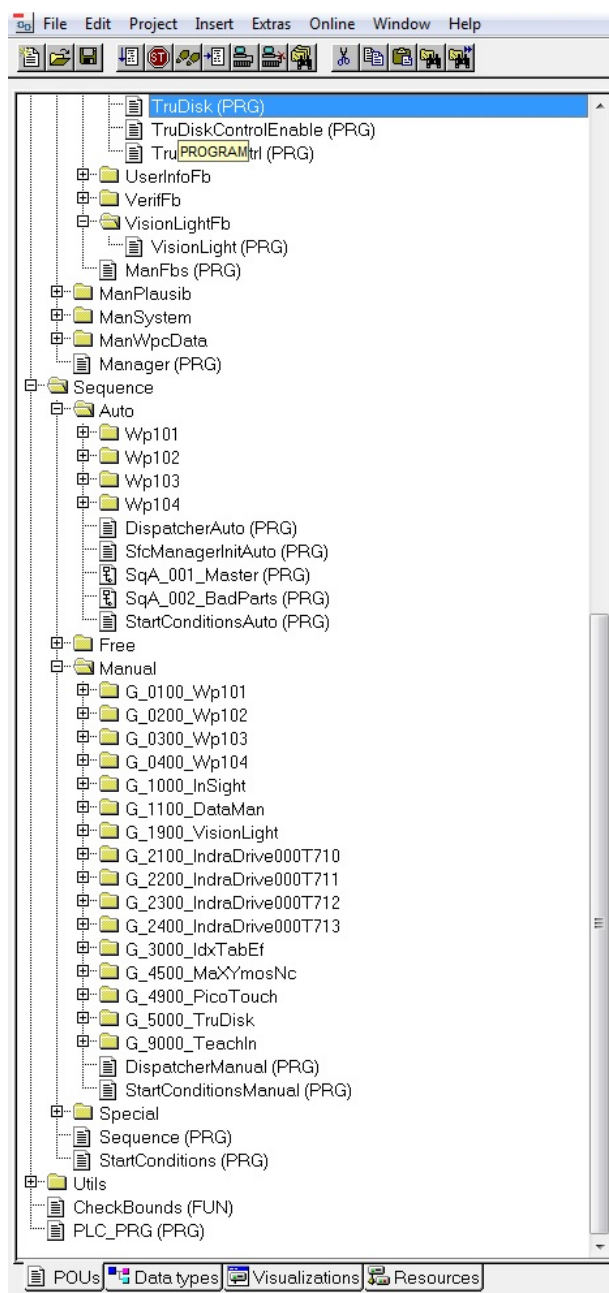 File Edit Project Insert Extras Online Window Help
TruDisk (PRG)
TruDiskControlEnable (PRG)
Tru PROGRAM trl (PRG)
UserInfoFb
VerifFb
VisionLightFb
VisionLight (PRG)
ManFbs (PRG)
ManPlausib
ManSystem
ManWpcData
Manager (PRG)
Sequence
Auto
Wp101
Wp102
Wp103
Wp104
DispatcherAuto (PRG)
SfcManagerInitAuto (PRG)
SqA_001_Master (PRG)
SqA_002_BadParts (PRG)
StartConditionsAuto (PRG)
Free
Manual
G_0100_Wp101
G_0200_Wp102
G_0300_Wp103
G_0400_Wp104
G_1000_InSight
G_1100_DataMan
G_1900_VisionLight
G_2100_IndraDrive000T710
G_2200_IndraDrive000T711
G_2300_IndraDrive000T712
G_2400_IndraDrive000T713
G_3000_IdxTabEf
G_4500_MaXYmosNc
G_4900_PicoTouch
G_5000_TruDisk
G_9000_TeachIn
DispatcherManual (PRG)
StartConditionsManual (PRG)
Special
Sequence (PRG)
StartConditions (PRG)
Utils
CheckBounds (FUN)
PLC_PRG (PRG)
POUs Data types Visualizations Resources